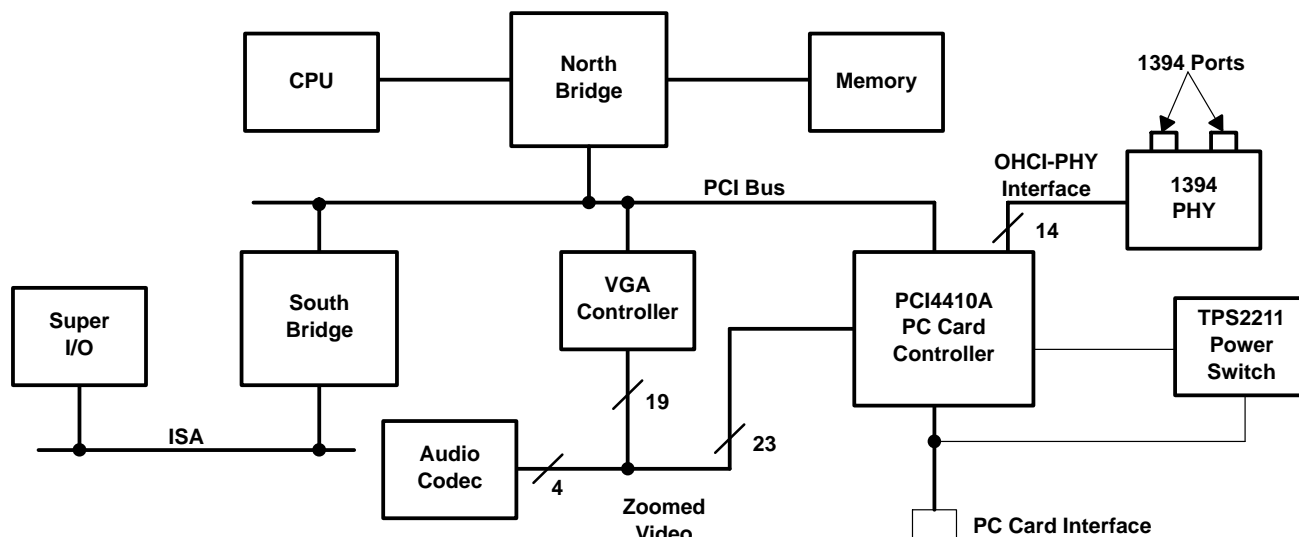 CPU
North
Bridge
Memory
1394 Ports
OHCI-PHY
Interface
1394
PHY
PCI Bus
14
Super
I/O
South
Bridge
VGA
Controller
PCI4410A
PC Card
Controller
TPS2211
Power
Switch
19
ISA
Audio
Codec
4
23
Zoomed
Video
PC Card Interface